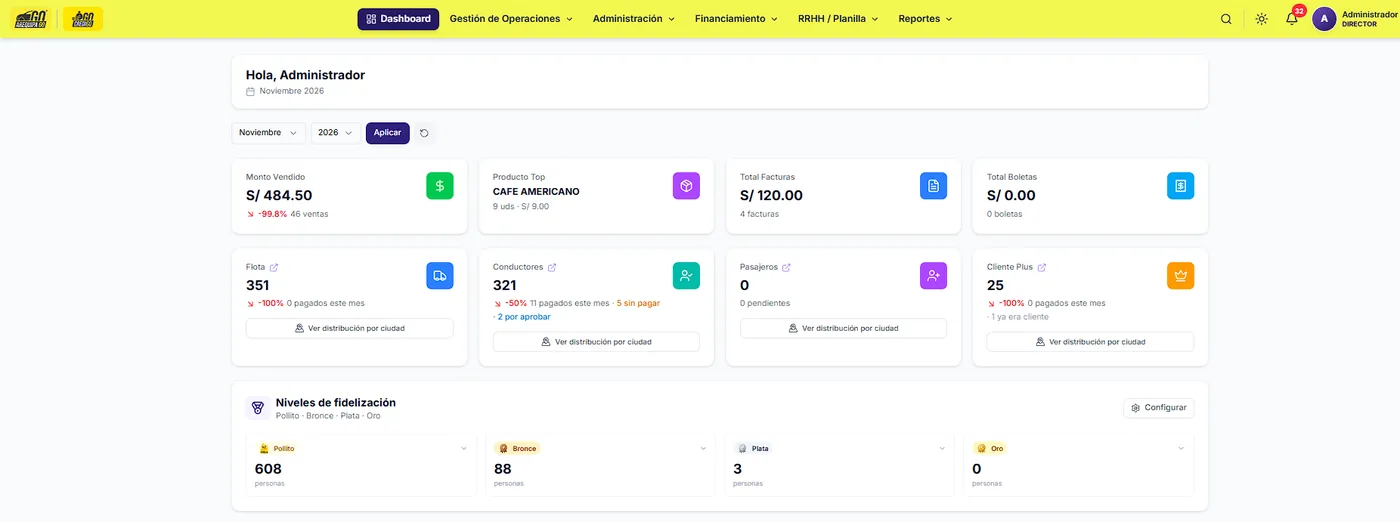 GO
AREQUIPA GO
GO
CREDIGO
Dashboard
Gestión de Operaciones
Administración
Financiamiento
RRHH / Planilla
Reportes
32
A
Administrador
DIRECTOR
Hola, Administrador
Noviembre 2026
Noviembre
2026
Aplicar
Monto Vendido
S/ 484.50
-99.8% 46 ventas
Producto Top
CAFE AMERICANO
9 uds · S/ 9.00
Total Facturas
S/ 120.00
4 facturas
Total Boletas
S/ 0.00
0 boletas
Flota
351
-100% 0 pagados este mes
Ver distribución por ciudad
Conductores
321
-50% 11 pagados este mes · 5 sin pagar
· 2 por aprobar
Ver distribución por ciudad
Pasajeros
0
0 pendientes
Ver distribución por ciudad
Cliente Plus
25
-100% 0 pagados este mes
· 1 ya era cliente
Ver distribución por ciudad
Niveles de fidelización
Pollito · Bronce · Plata · Oro
Configurar
Pollito
608
personas
Bronce
88
personas
Plata
3
personas
Oro
0
personas